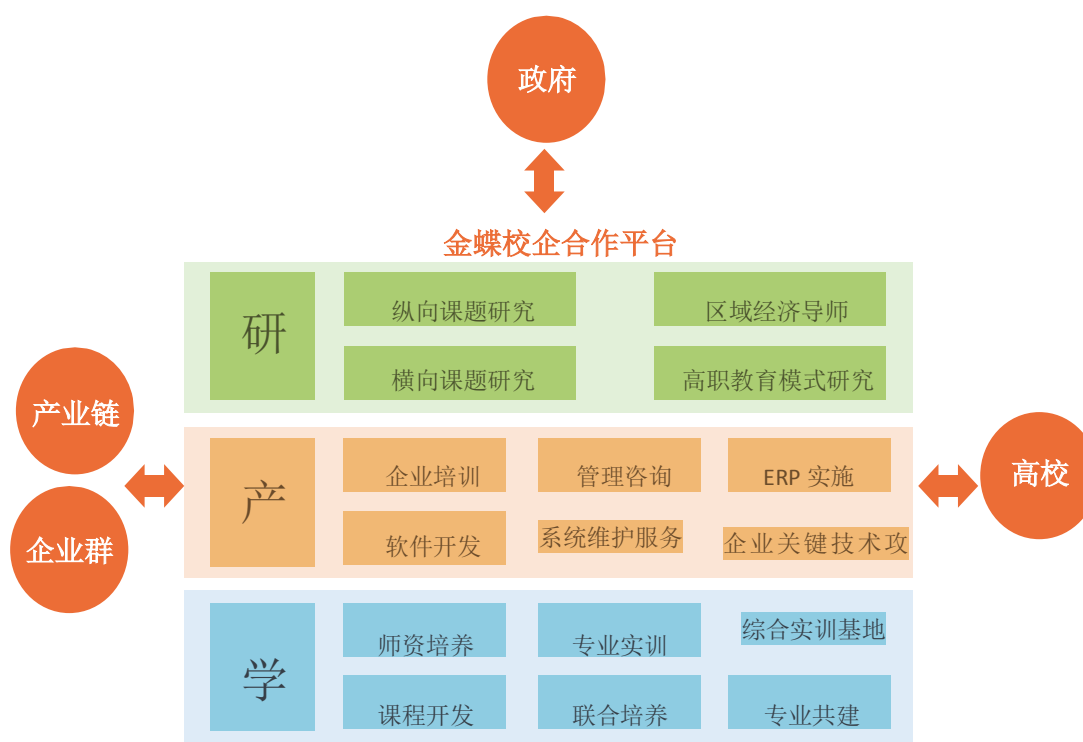 政府
金蝶校企合作平台
研
纵向课题研究
区域经济导师
横向课题研究
高职教育模式研究
产业链
企业群
产
企业培训
管理咨询
ERP 实施
软件开发
系统维护服务
企业关键技术攻
高校
学
师资培养
专业实训
综合实训基地
课程开发
联合培养
专业共建